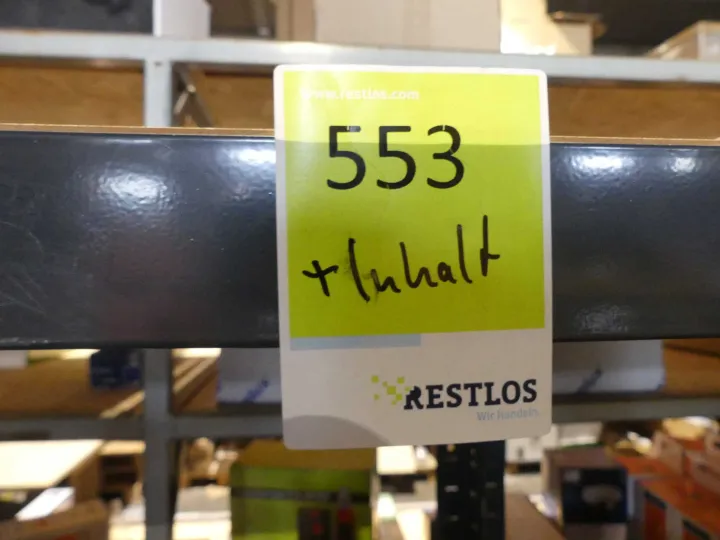 www.restlos.com
553
+ Inhalt
RESTLOS
Wir handeln.